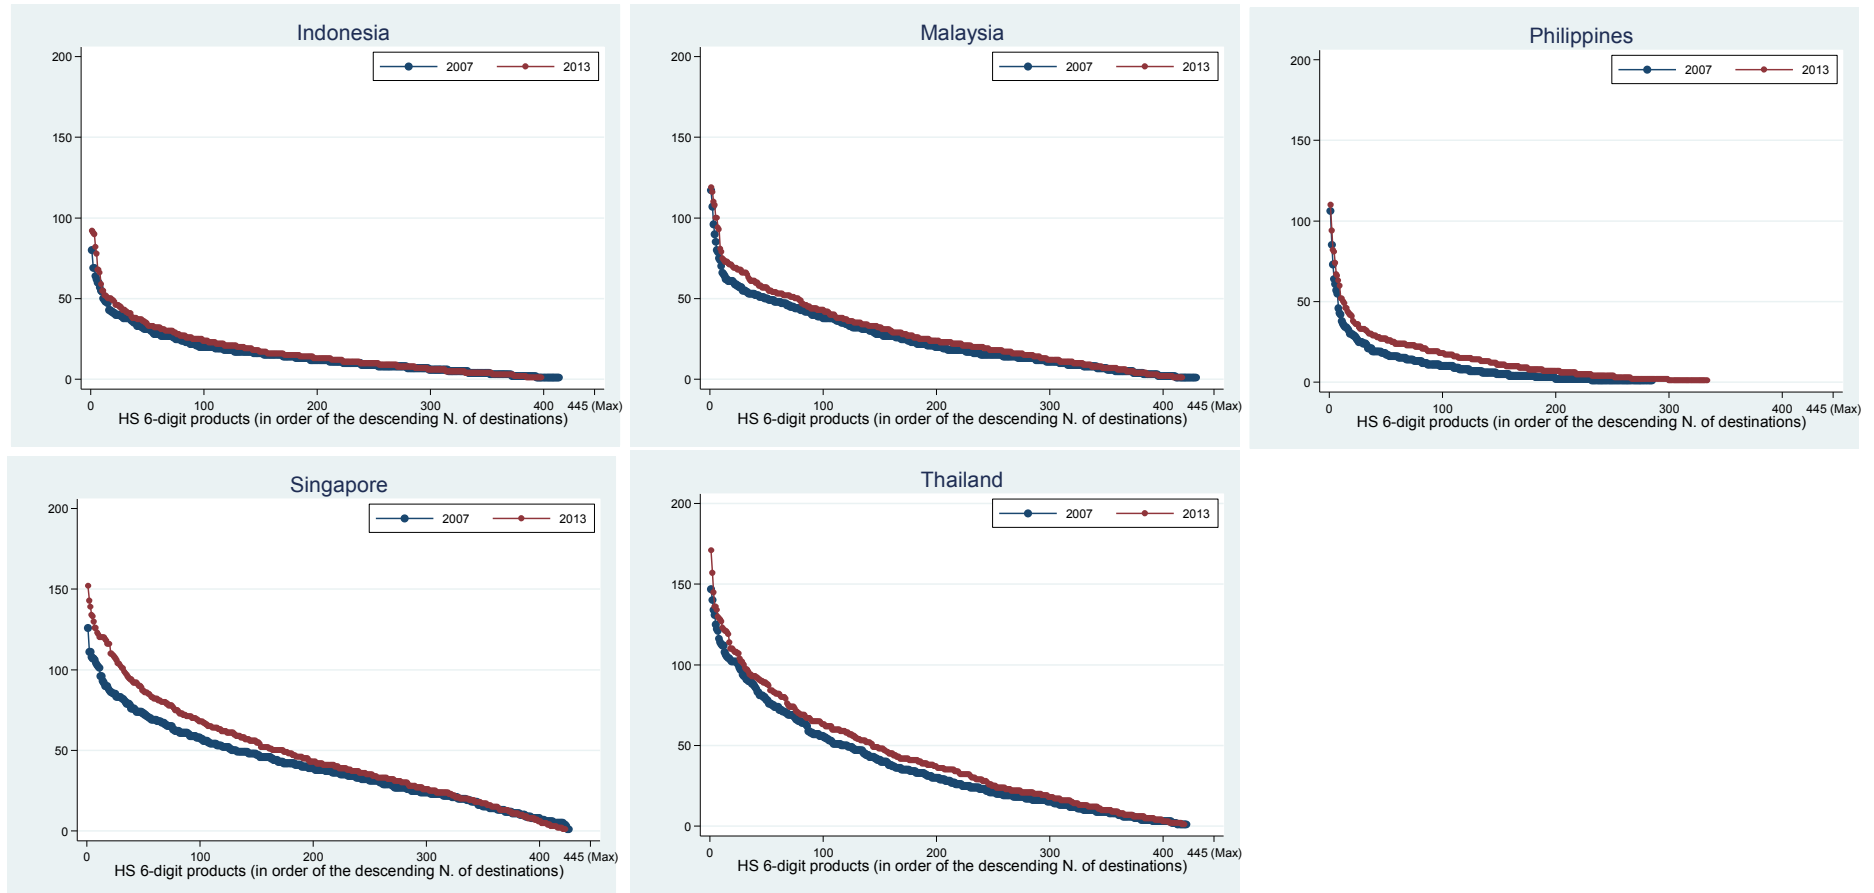 Indonesia
2007 2013
200
150
100
50
0
0 100 200 300 400 445 (Max)
HS 6-digit products (in order of the descending N. of destinations)
Malaysia
2007 2013
200
150
100
50
0
0 100 200 300 400 445 (Max)
HS 6-digit products (in order of the descending N. of destinations)
Philippines
2007 2013
200
150
100
50
0
0 100 200 300 400 445 (Max)
HS 6-digit products (in order of the descending N. of destinations)
Singapore
2007 2013
200
150
100
50
0
0 100 200 300 400 445 (Max)
HS 6-digit products (in order of the descending N. of destinations)
Thailand
2007 2013
200
150
100
50
0
0 100 200 300 400 445 (Max)
HS 6-digit products (in order of the descending N. of destinations)